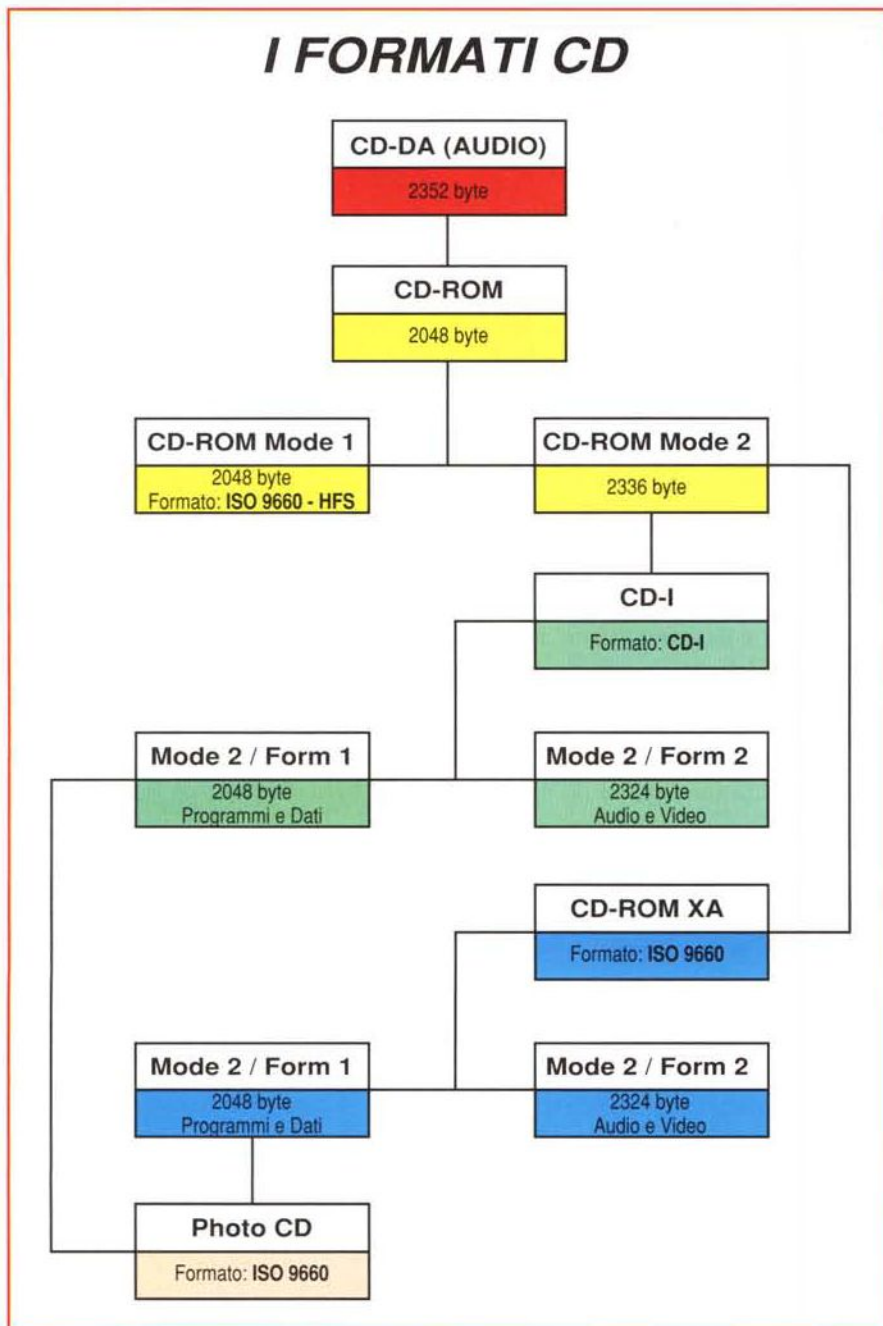 I FORMATI CD
CD-DA (AUDIO)
2352 byte
CD-ROM
2048 byte
CD-ROM Mode 1
2048 byte
Formato: ISO 9660 - HFS
CD-ROM Mode 2
2336 byte
CD-I
Formato: CD-I
Mode 2 / Form 1
2048 byte
Programmi e Dati
Mode 2 / Form 2
2324 byte
Audio e Video
CD-ROM XA
Formato: ISO 9660
Mode 2 / Form 1
2048 byte
Programmi e Dati
Mode 2 / Form 2
2324 byte
Audio e Video
Photo CD
Formato: ISO 9660